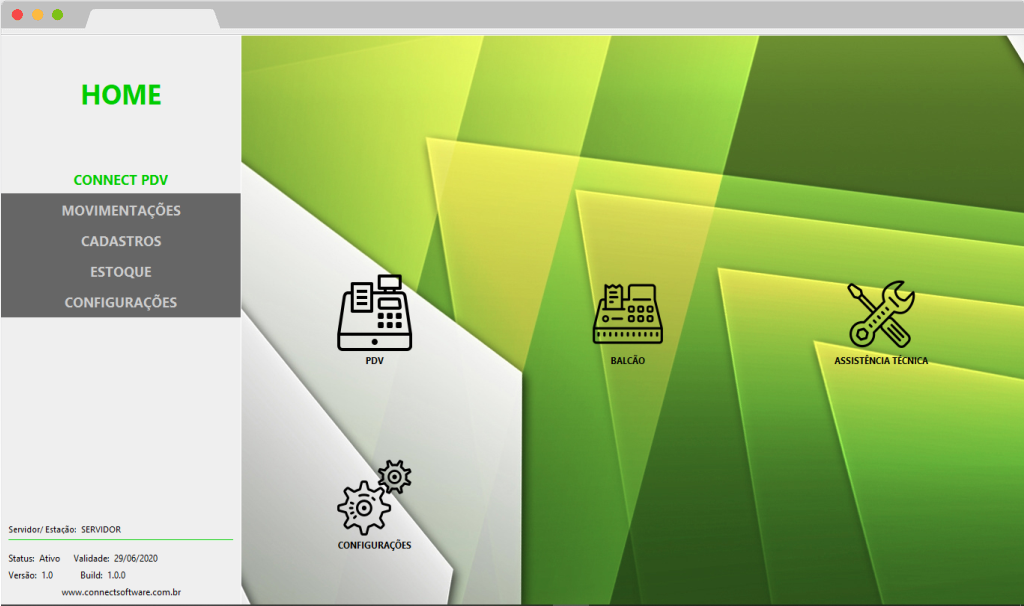 HOME
CONNECT PDV
MOVIMENTAÇÕES
CADASTROS
ESTOQUE
CONFIGURAÇÕES
PDV
BALCÃO
ASSISTÊNCIA TÉCNICA
CONFIGURAÇÕES
Servidor/ Estação: SERVIDOR
Status: Ativo Validade: 29/06/2020
Versão: 1.0 Build: 1.0.0
www.connectsoftware.com.br